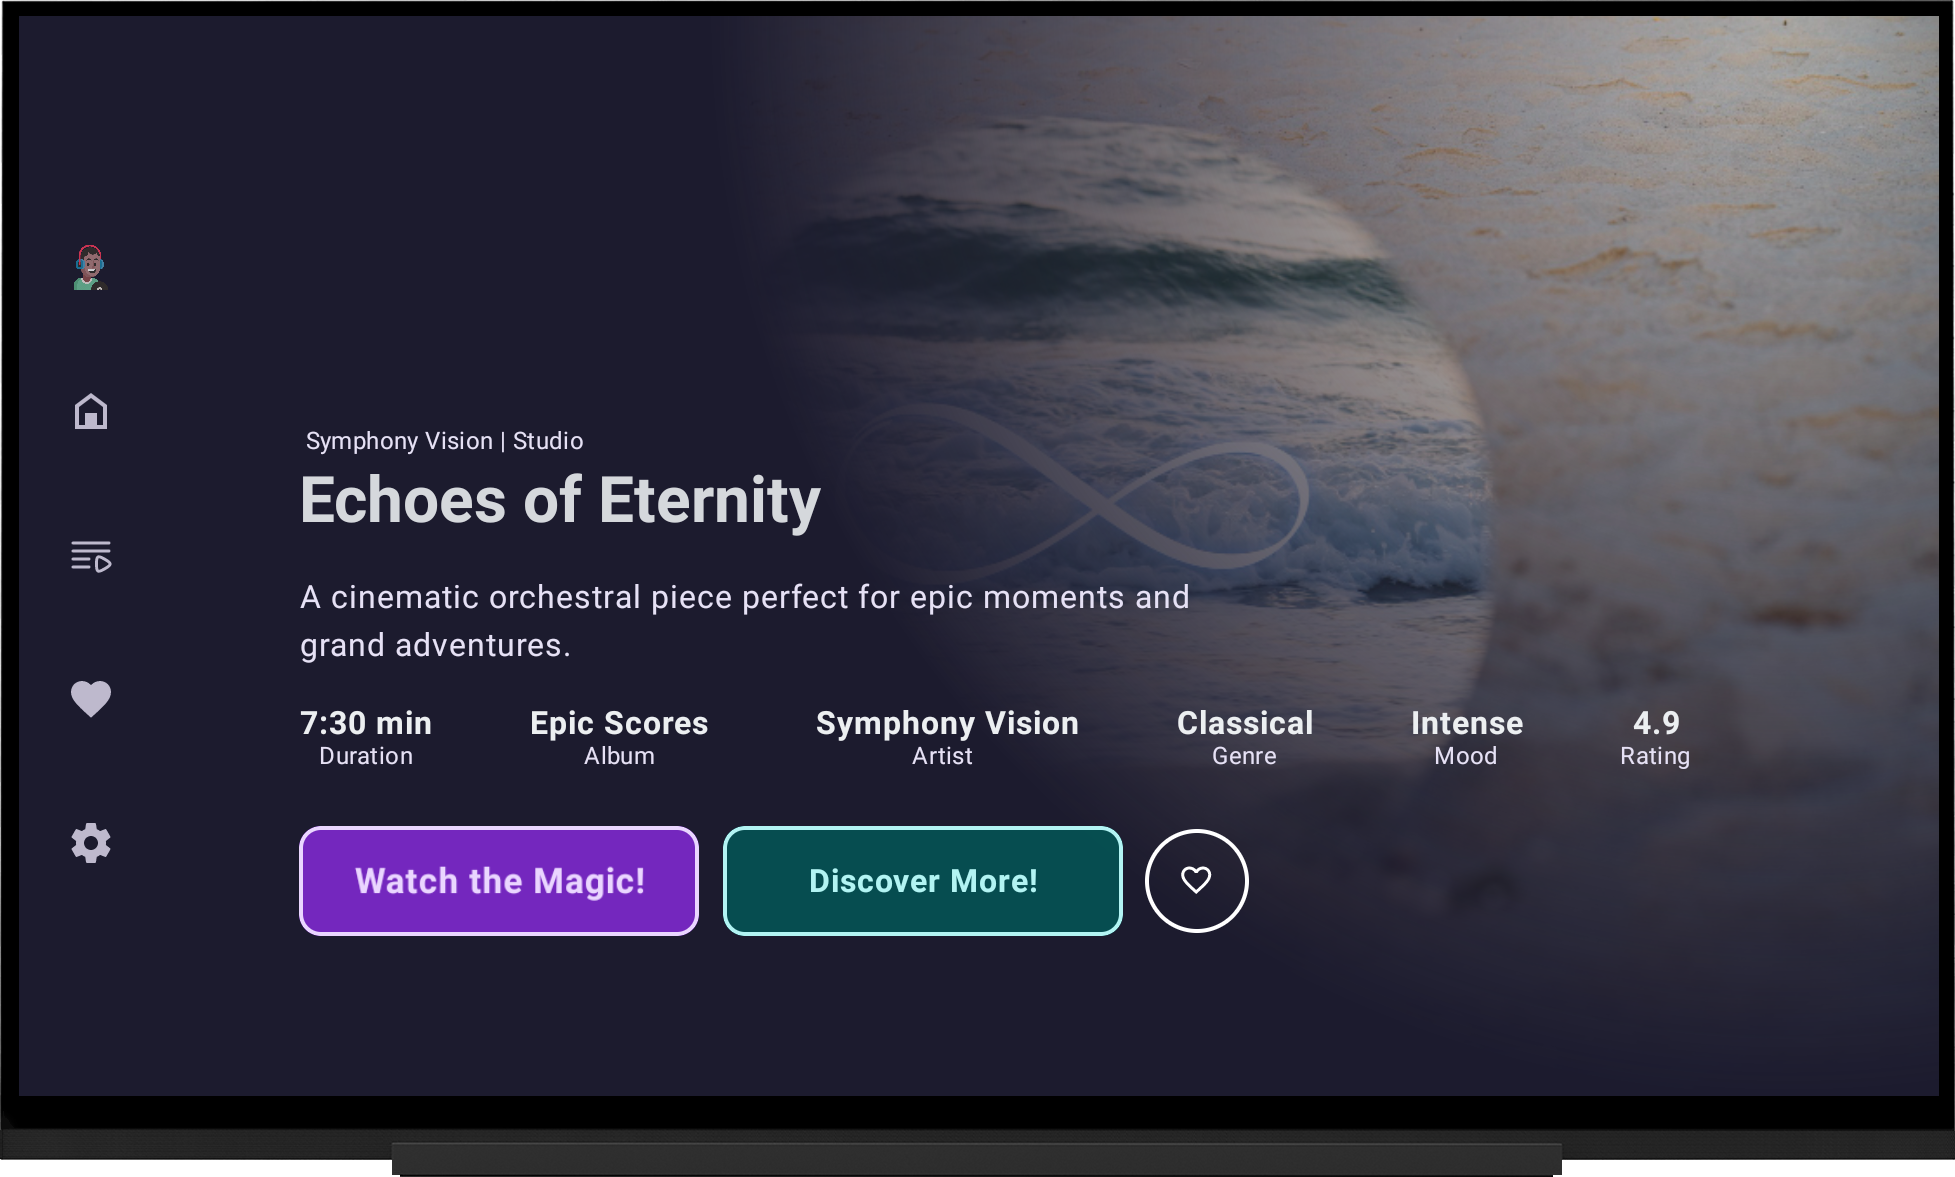 Symphony Vision | Studio
Echoes of Eternity
A cinematic orchestral piece perfect for epic moments and
grand adventures.
7:30 min Epic Scores Symphony Vision Classical Intense 4.9
Duration Album Artist Genre Mood Rating
Watch the Magic! Discover More!